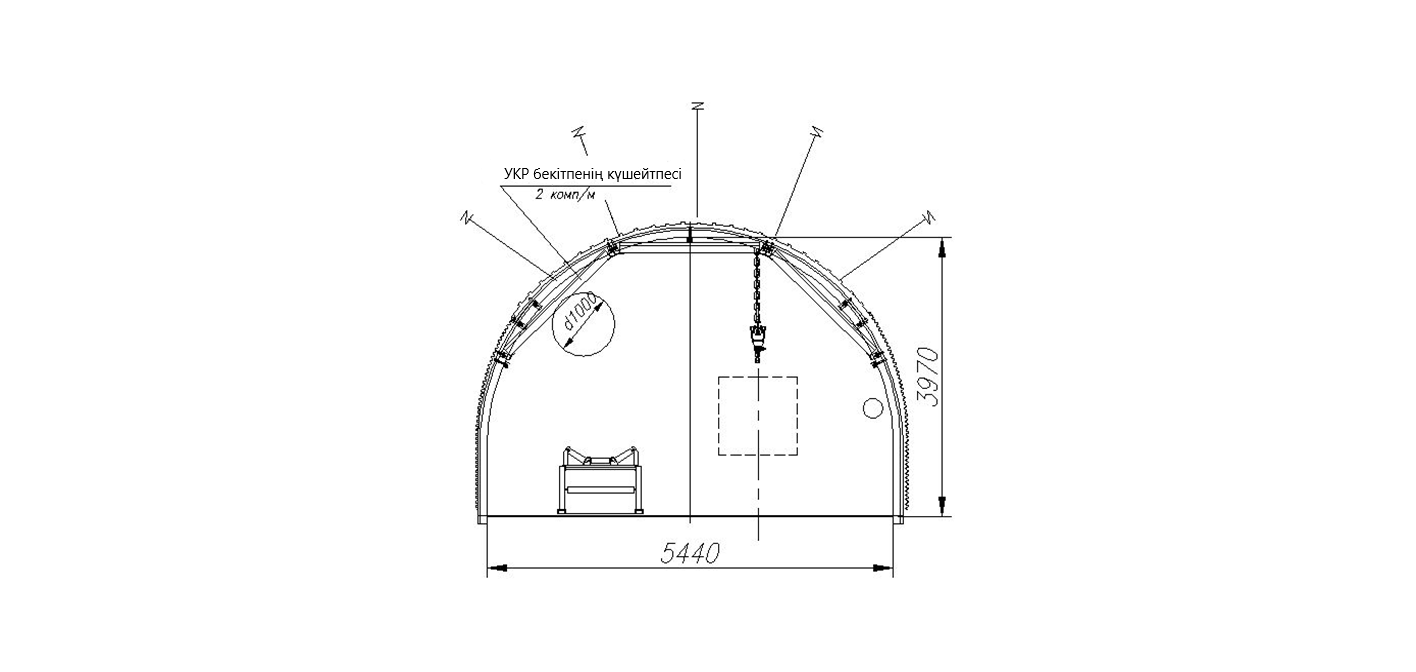 УКР бекітпенің күшейтпесі
2 комп/м
d1000
3970
5440